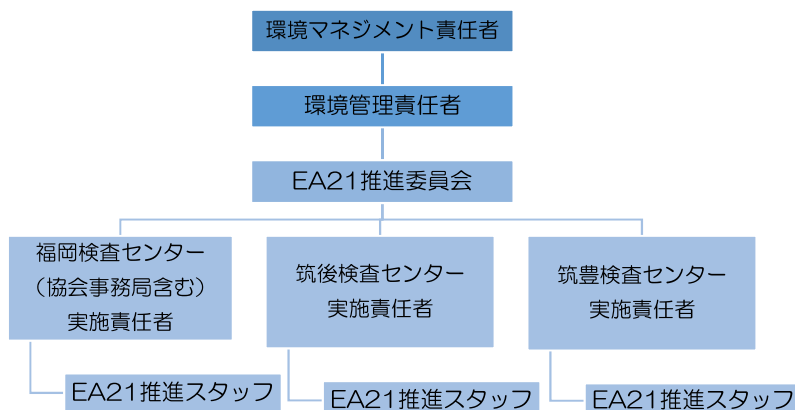 環境マネジメント責任者
環境管理責任者
EA21推進委員会
福岡検査センター
（協会事務局含む）
実施責任者
筑後検査センター
実施責任者
筑豊検査センター
実施責任者
EA21推進スタッフ
EA21推進スタッフ
EA21推進スタッフ